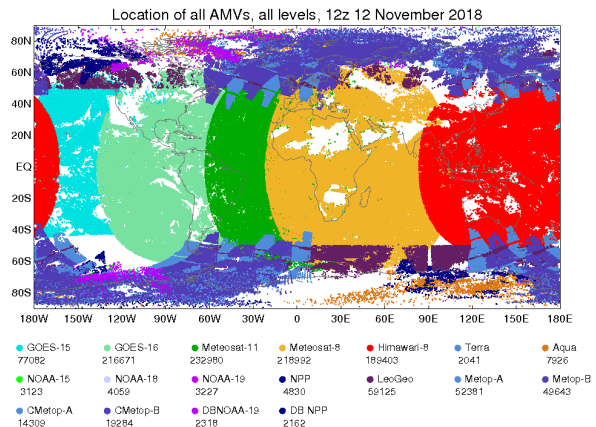 Location of all AMVs, all levels, 12z 12 November 2018
80N
60N
40N
20N
EQ
20S
40S
60S
80S
180W 150W 120W 90W 60W 30W 0 30E 60E 90E 120E 150E 180E
GOES-15 GOES-16 Meteosat-11 Meteosat-8 Himawari-8 Terra Aqua
77082 216671 232980 218992 189403 2041 7926
NOAA-15 NOAA-18 NOAA-19 NPP LeoGeo Metop-A Metop-B
3123 4059 3227 4830 59125 52381 49643
CMetop-A CMetop-B DBNOAA-19 DB NPP
14309 19284 2318 2162